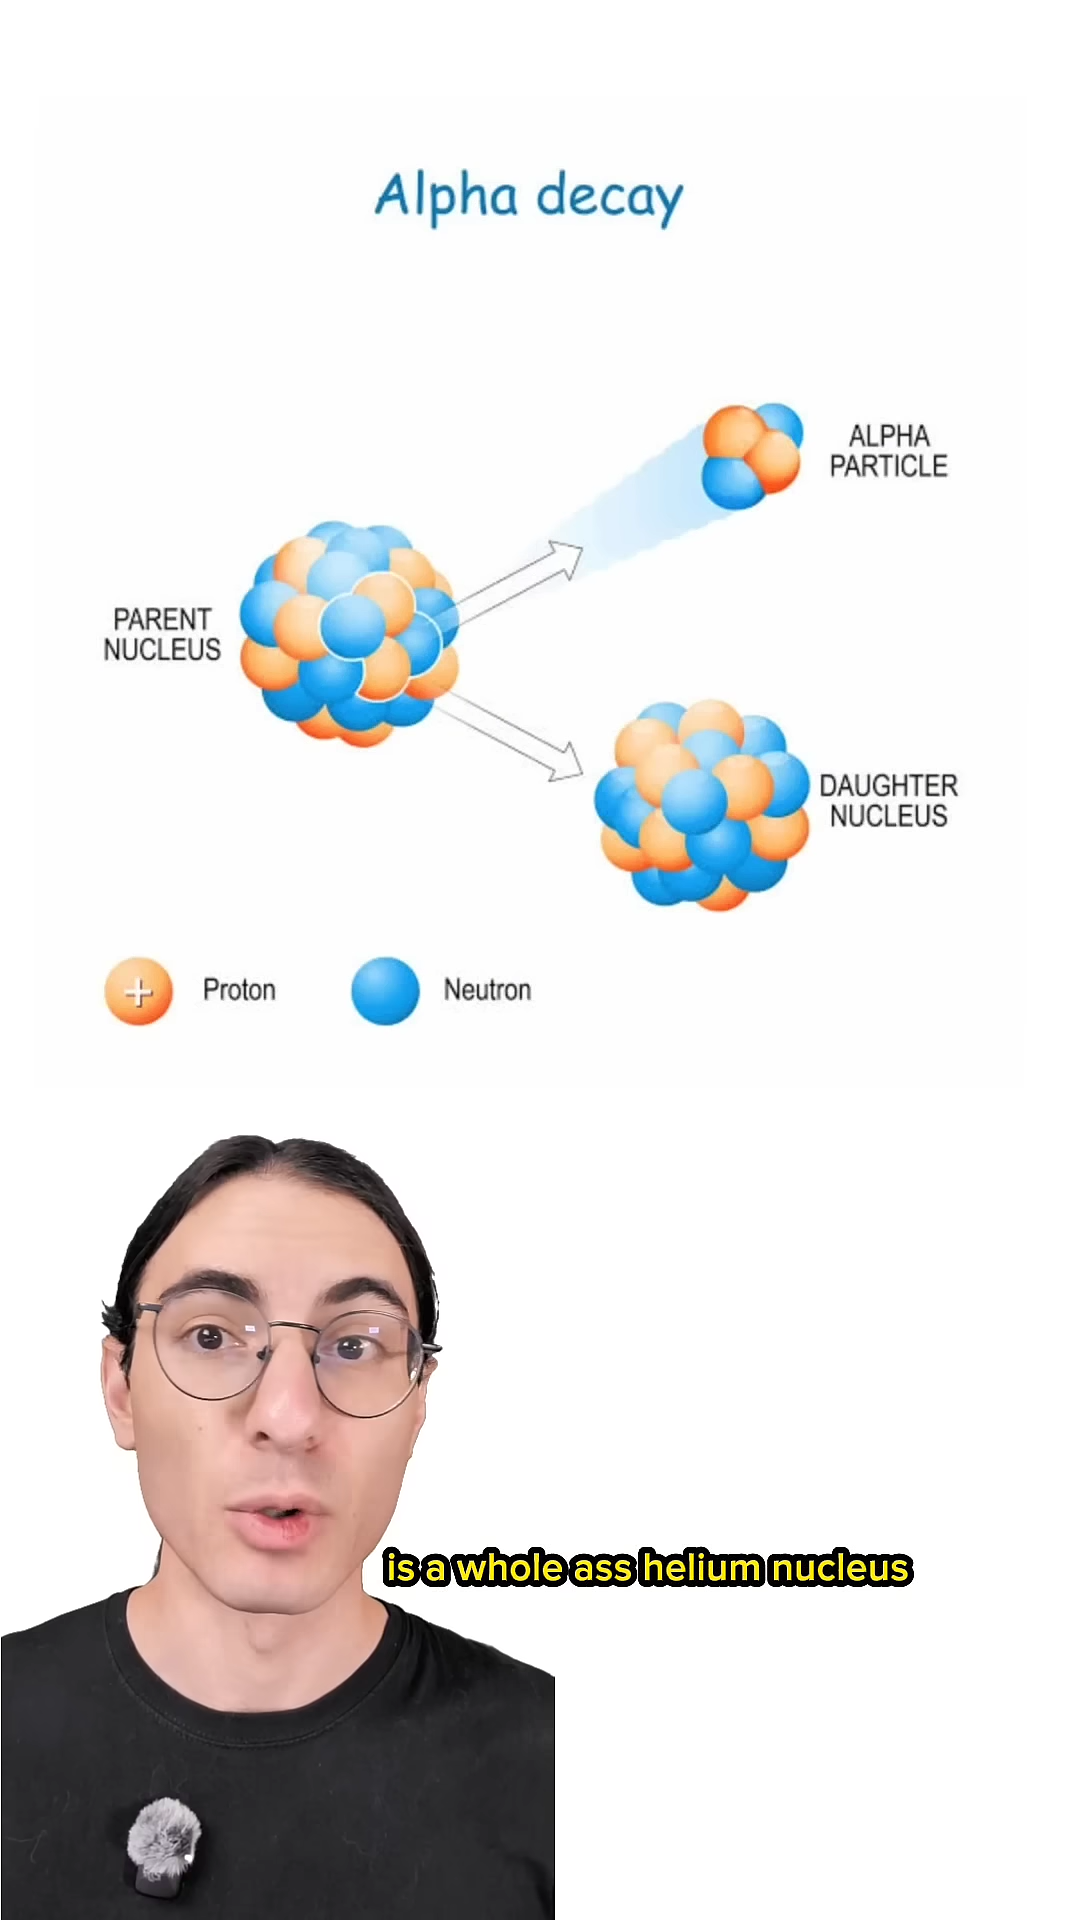 Alpha decay
ALPHA
PARTICLE
PARENT
NUCLEUS
DAUGHTER
NUCLEUS
+ Proton
Neutron
is a whole ass helium nucleus